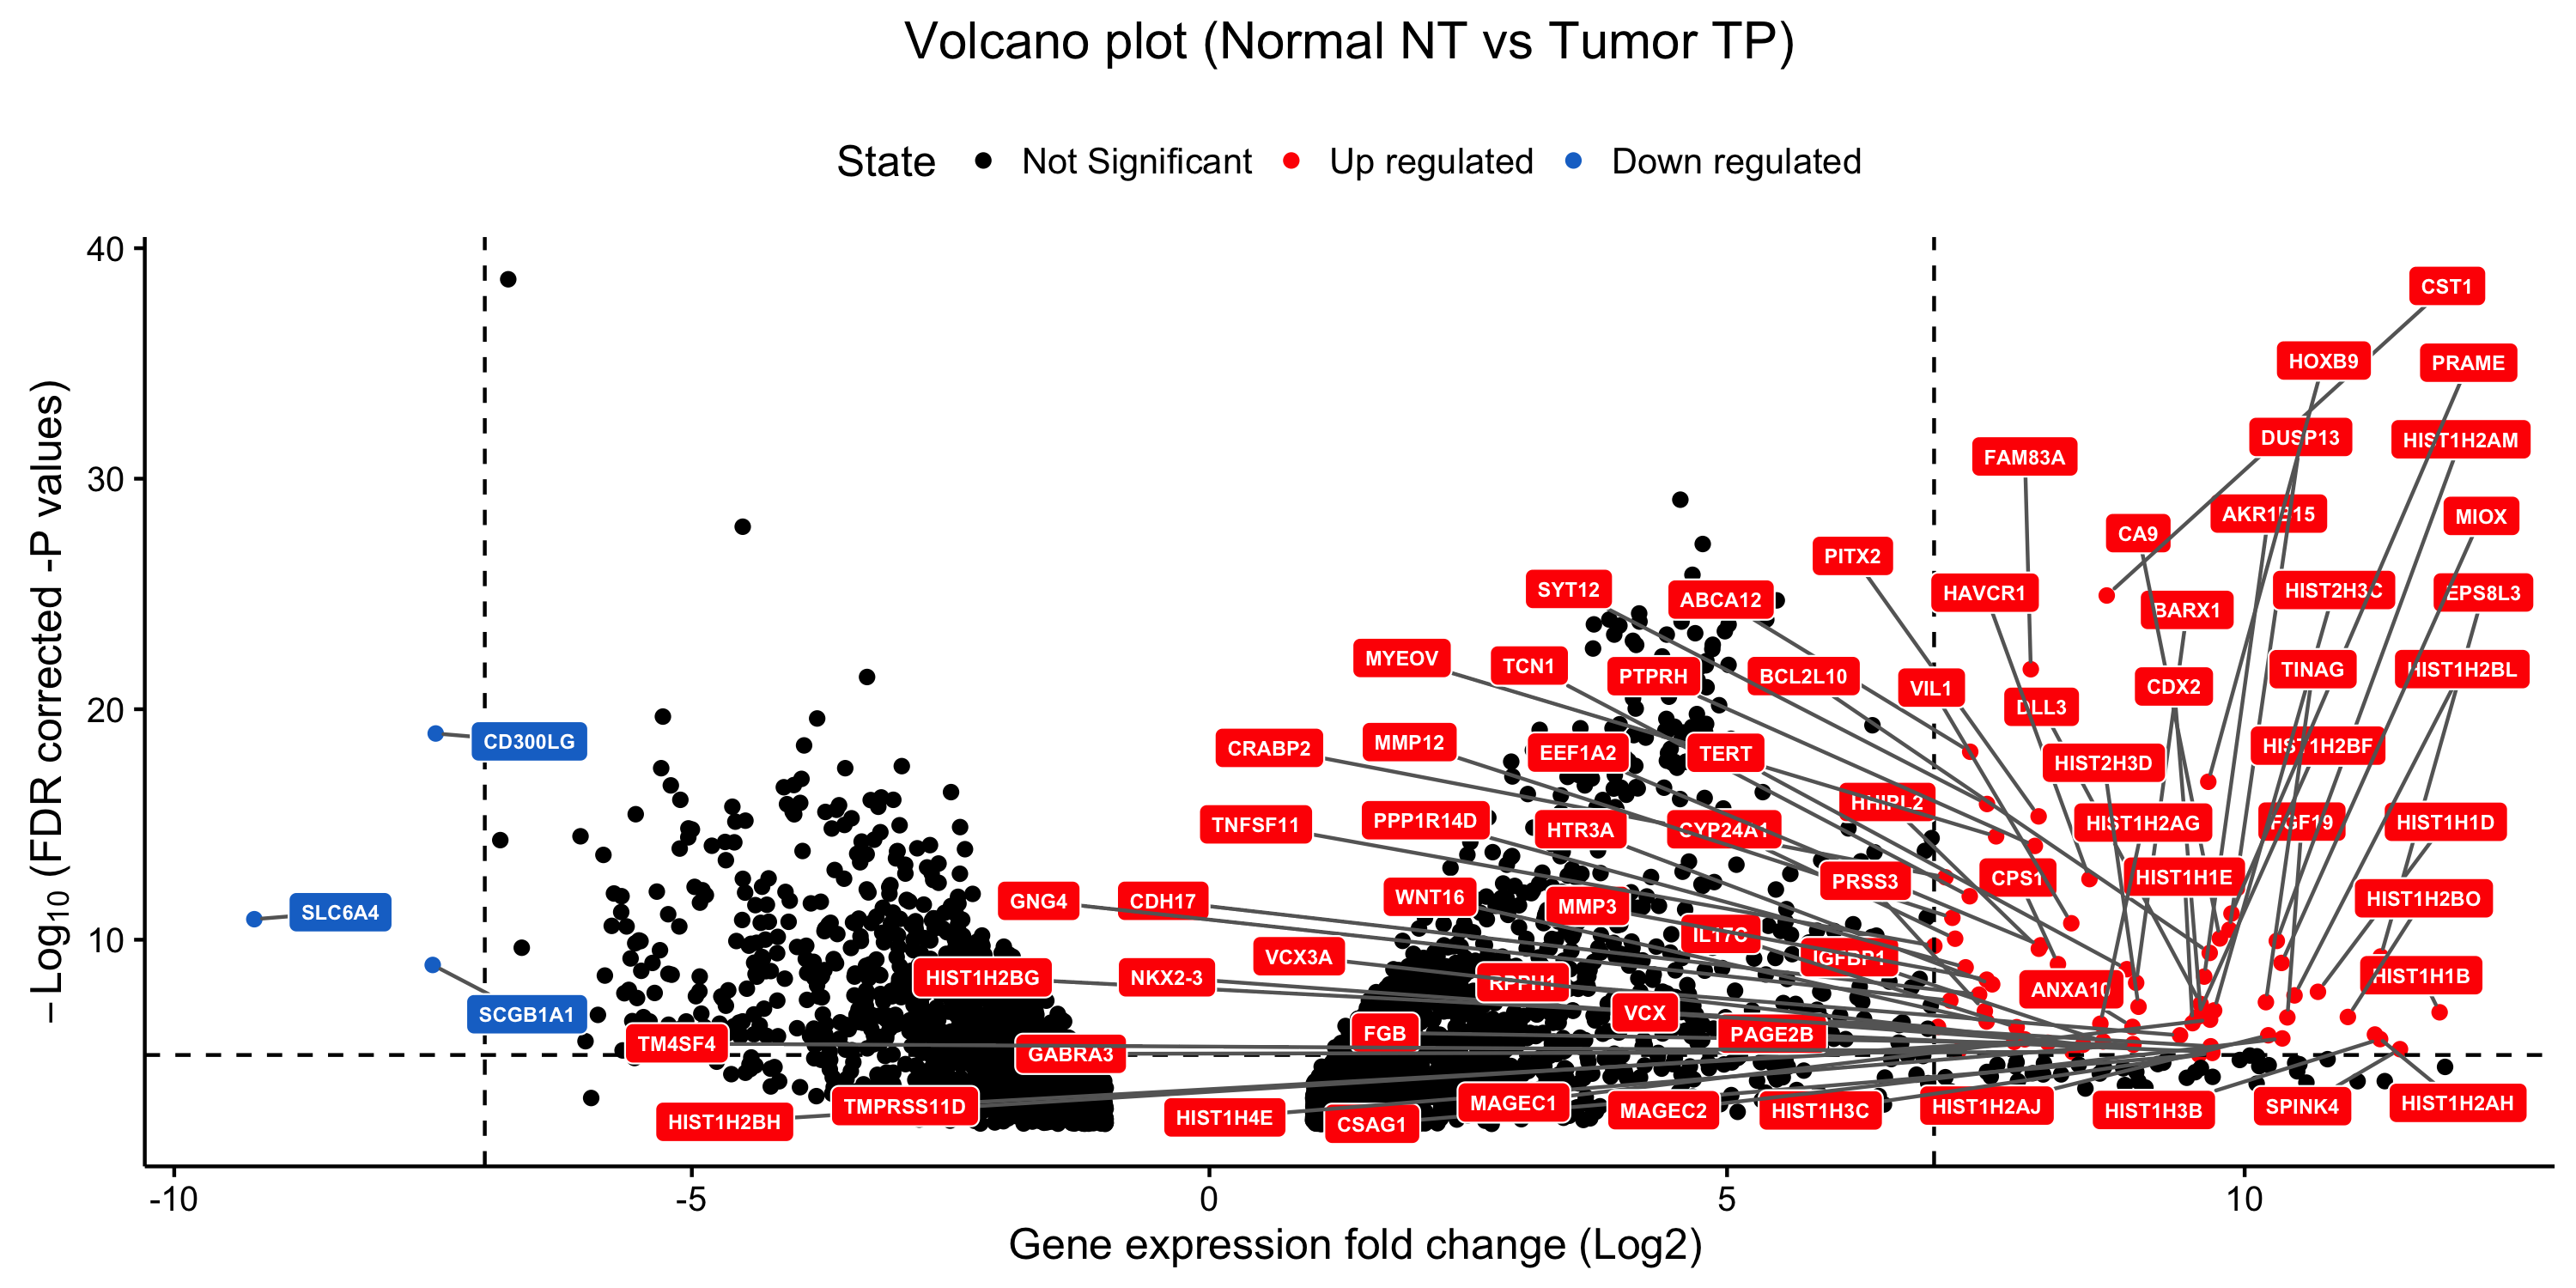 Volcano plot (Normal NT vs Tumor TP)
State Not Significant Up regulated Down regulated
−Log10 (FDR corrected -P values)
40
30
20
10
CST1
HOXB9
PRAME
DUSP13
HIST1H2AM
FAM83A
AKR1B15
MIOX
CA9
PITX2
SYT12
ABCA12
HAVCR1
HIST2H3C
EPS8L3
BARX1
MYEOV
TCN1
PTPRH
BCL2L10
VIL1
CDX2
TINAG
HIST1H2BL
DLL3
CD300LG
CRABP2
MMP12
EEF1A2
TERT
HIST2H3D
HIST1H2BF
TNFSF11
PPP1R14D
HTR3A
CYP24A1
HHIPL2
HIST1H2AG
FGF19
HIST1H1D
PRSS3
CPS1
HIST1H1E
SLC6A4
GNG4
CDH17
WNT16
MMP3
HIST1H2BO
IL17C
VCX3A
IGFBP1
HIST1H2BG
NKX2-3
RPPH1
ANXA10
HIST1H1B
SCGB1A1
VCX
TM4SF4
GABRA3
FGB
PAGE2B
HIST1H2BH
TMPRSS11D
HIST1H4E
CSAG1
MAGEC1
MAGEC2
HIST1H3C
HIST1H2AJ
HIST1H3B
SPINK4
HIST1H2AH
-10 -5 0 5 10
Gene expression fold change (Log2)